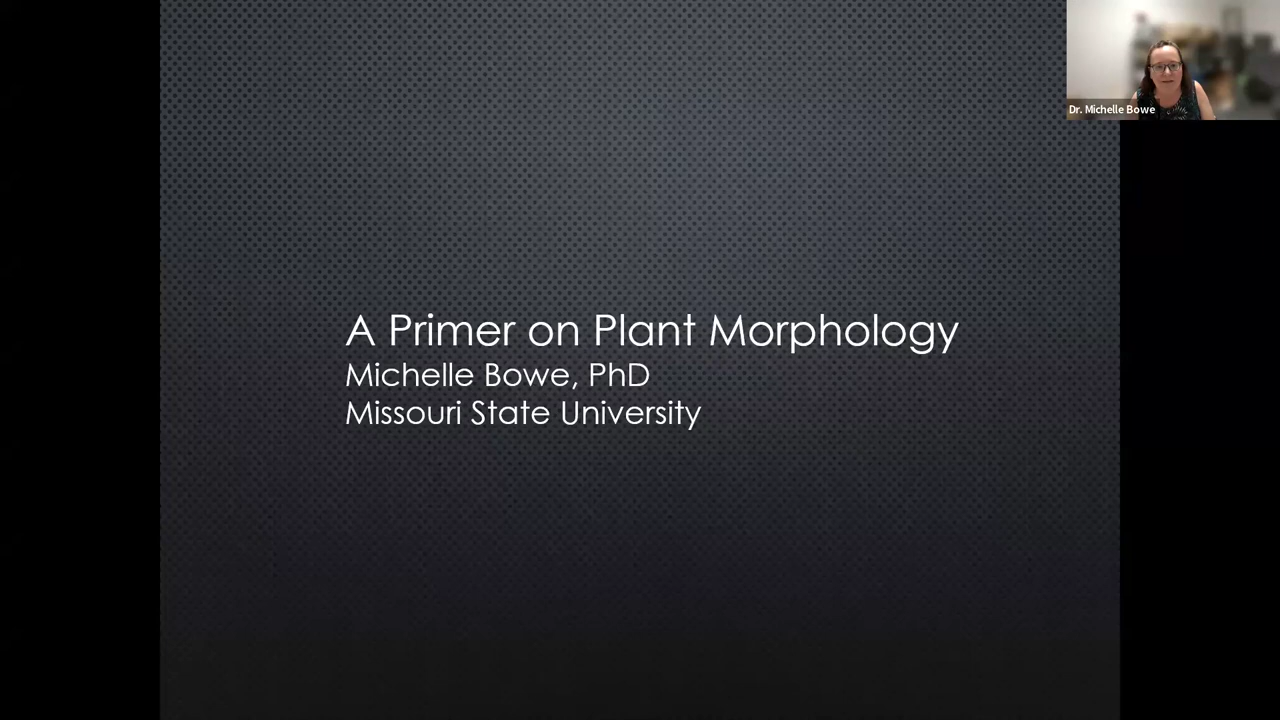 Dr. Michelle Bowe
A Primer on Plant Morphology
Michelle Bowe, PhD
Missouri State University